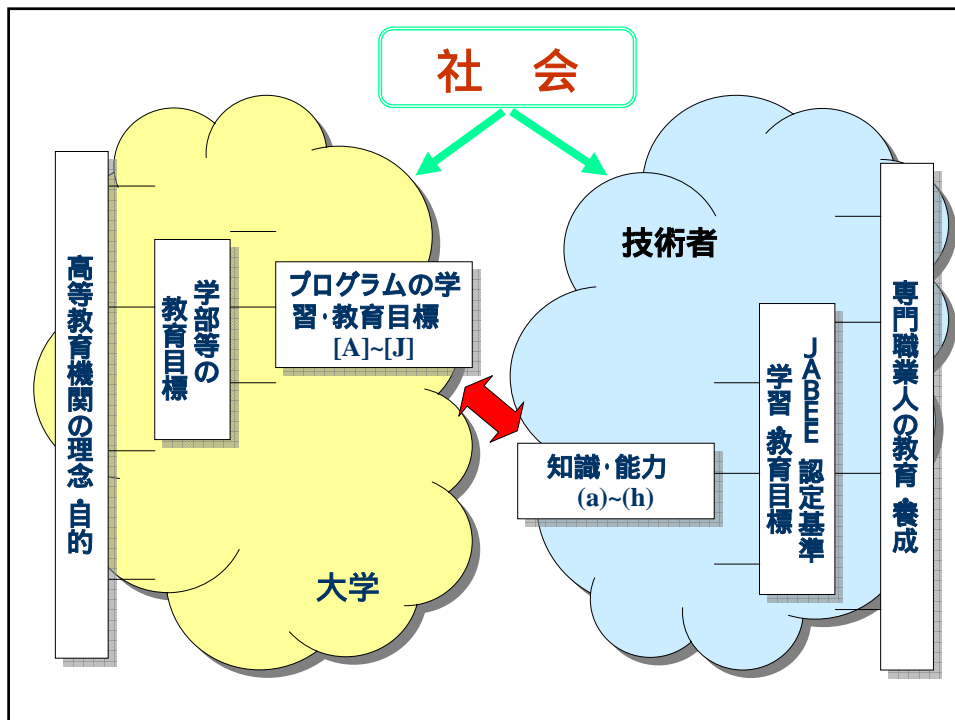 社 会
高等教育機関の理念・目的
学部等の
教育目標
プログラムの学
習・教育目標
[A]~[J]
大学
技術者
知識・能力
(a)~(h)
JABEE 認定基準
学習・教育目標
専門職業人の教育・養成